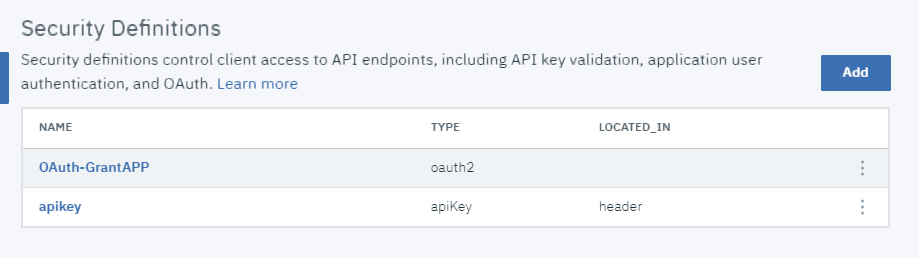 Security Definitions
Security definitions control client access to API endpoints, including API key validation, application user
authentication, and OAuth. Learn more
Add
NAME TYPE LOCATED_IN
OAuth-GrantAPP oauth2
apikey apiKey header